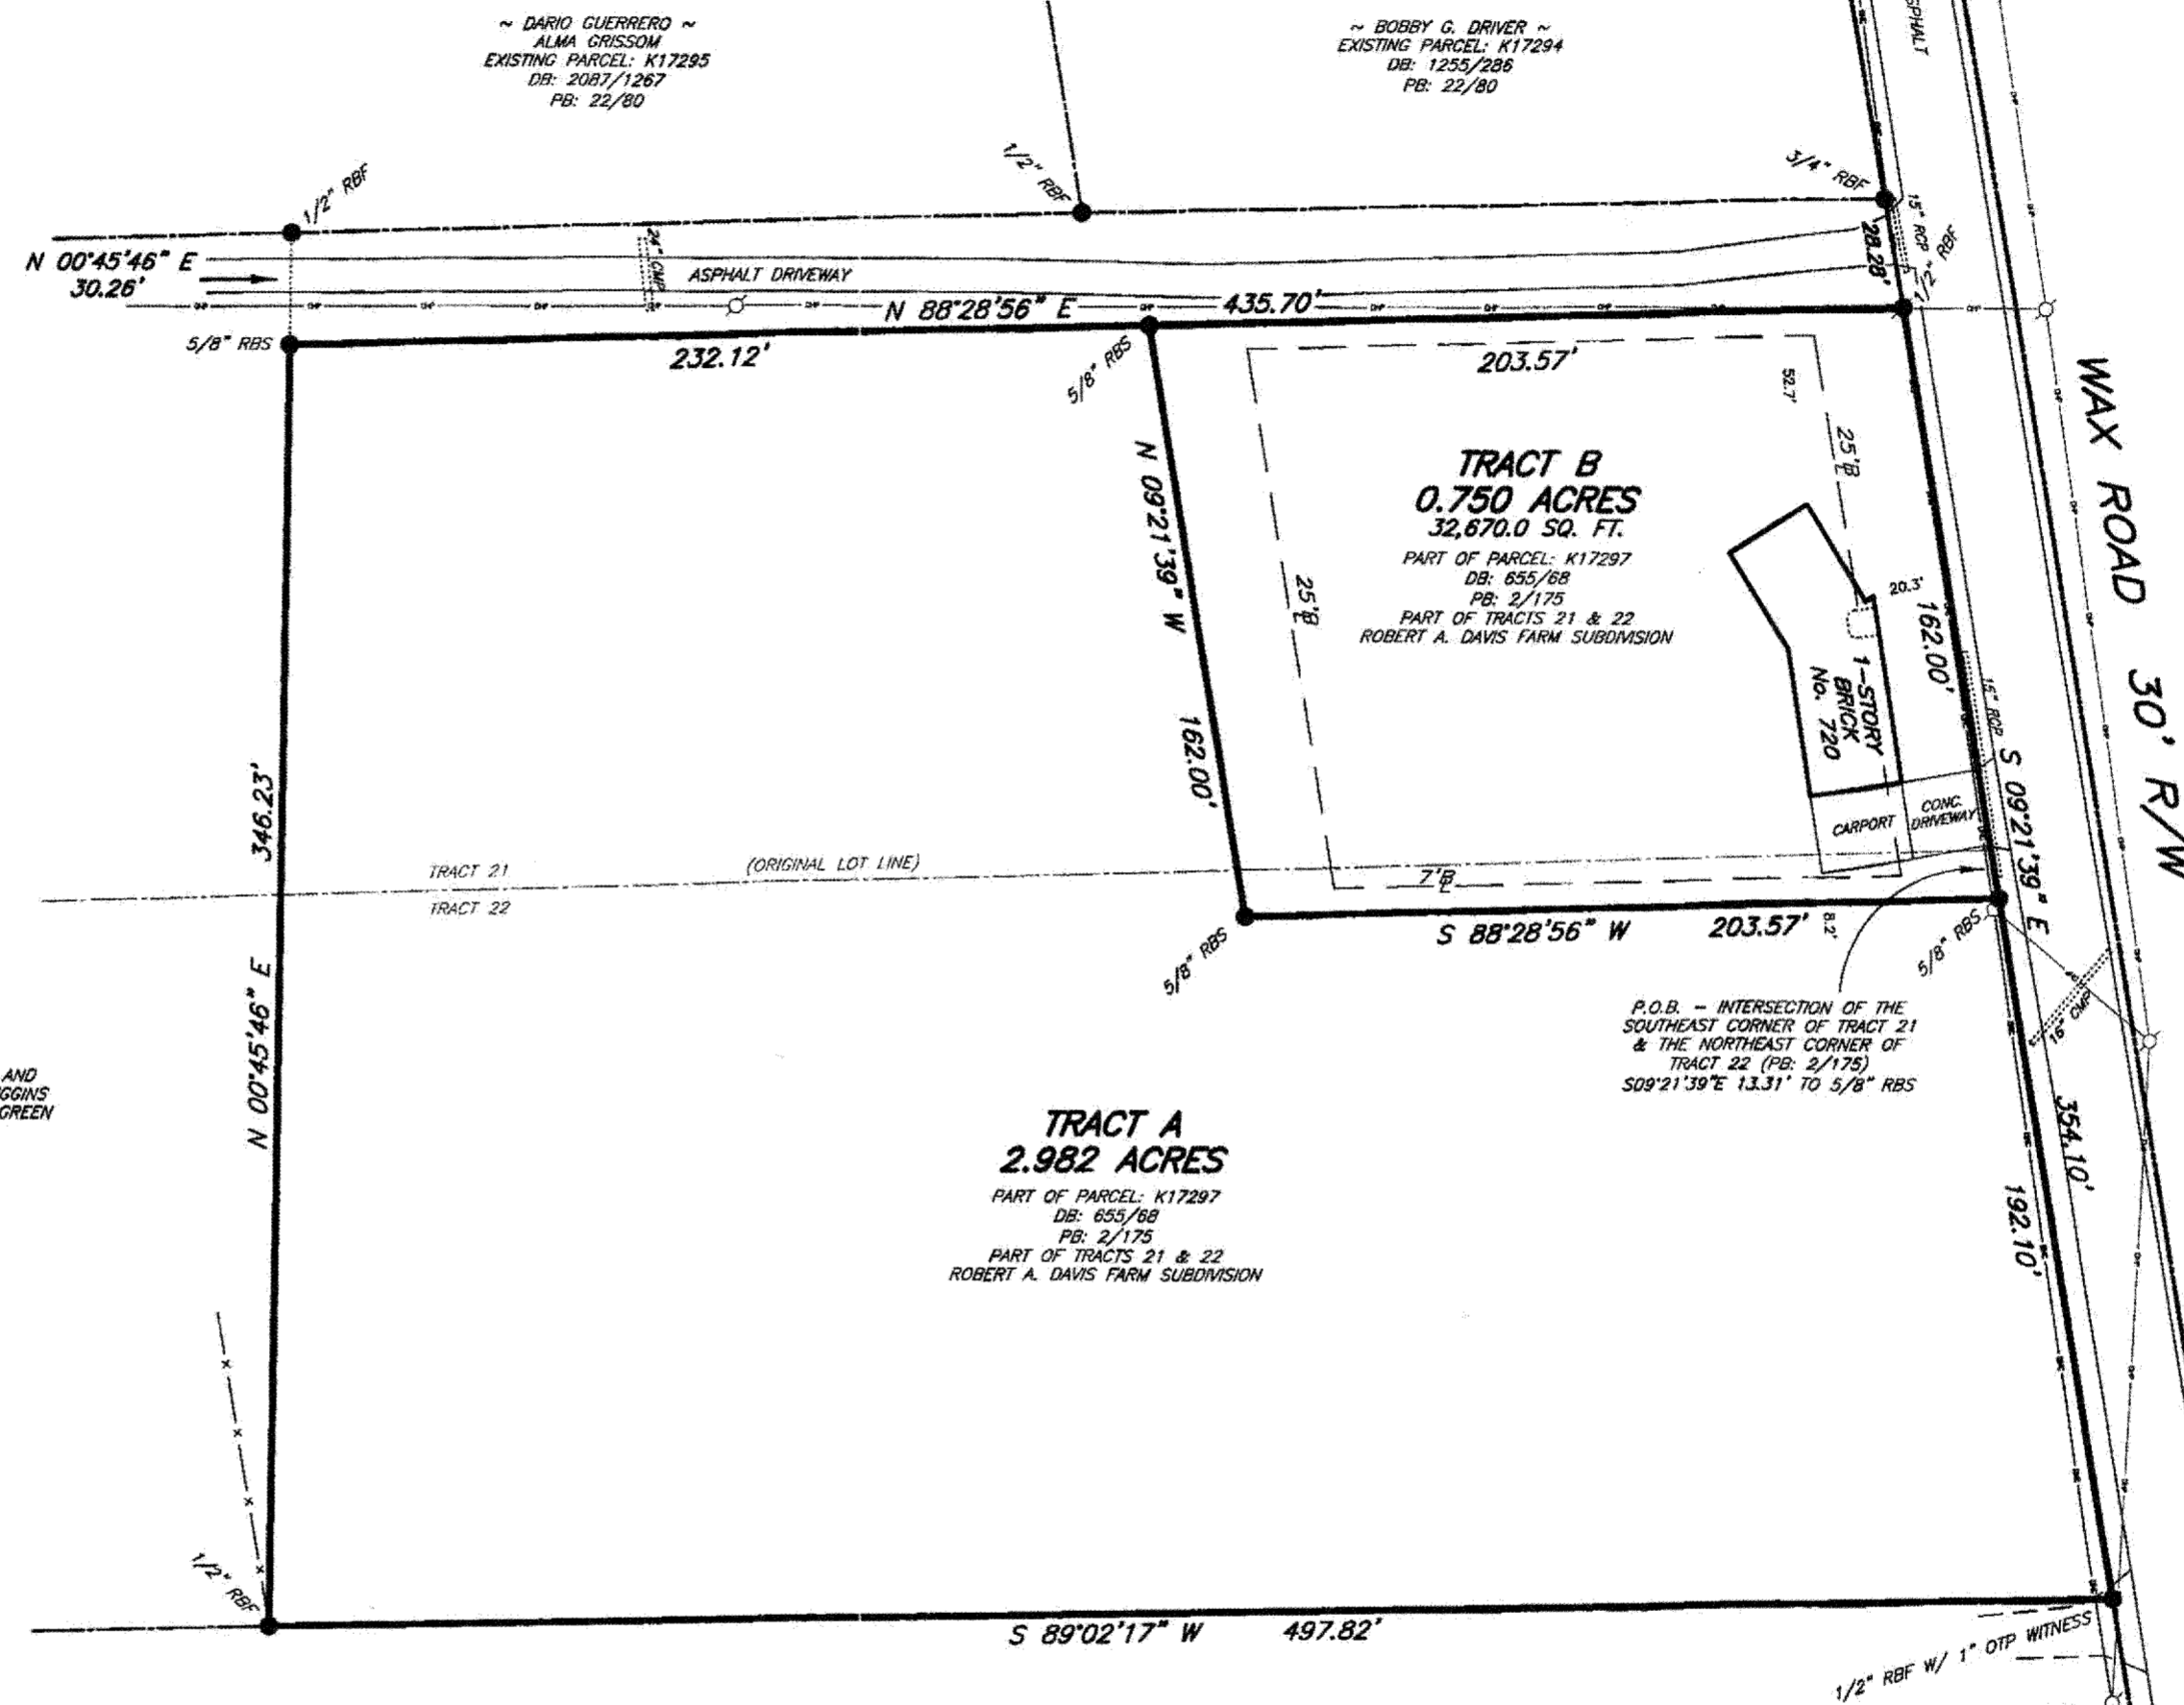 ~ DARIO GUERRERO ~
ALMA GRISSOM
EXISTING PARCEL: K17295
DB: 2087/1267
PB: 22/80
~ BOBBY G. DRIVER ~
EXISTING PARCEL: K17294
DB: 1255/286
PB: 22/80
1/2" RBF
1/2" RBF
3/4" RBF
15" RCP
1/2" RBF
28.28'
N 00°45'46" E
30.26'
24" CMP
ASPHALT DRIVEWAY
N 88°28'56" E
435.70'
5/8" RBS
232.12'
5/8" RBS
203.57'
52.7'
25' BL
WAX ROAD 30' R/W
N 09°21'39" W
162.00'
TRACT B
0.750 ACRES
32,670.0 SQ. FT.
PART OF PARCEL: K17297
DB: 655/68
PB: 2/175
PART OF TRACTS 21 & 22
ROBERT A. DAVIS FARM SUBDIVISION
25' BL
20.3'
162.00'
1-STORY
BRICK
No. 720
15" RCP
S 09°21'39" E
CARPORT
CONC.
DRIVEWAY
346.23'
N 00°45'46" E
TRACT 21
(ORIGINAL LOT LINE)
TRACT 22
7' BL
S 88°28'56" W
203.57'
8.2'
5/8" RBS
5/8" RBS
P.O.B. - INTERSECTION OF THE
SOUTHEAST CORNER OF TRACT 21
& THE NORTHEAST CORNER OF
TRACT 22 (PB: 2/175)
S09°21'39"E 13.31' TO 5/8" RBS
CMP
354.10'
192.10'
AND
GGINS
GREEN
TRACT A
2.982 ACRES
PART OF PARCEL: K17297
DB: 655/68
PB: 2/175
PART OF TRACTS 21 & 22
ROBERT A. DAVIS FARM SUBDIVISION
1/2" RBF
S 89°02'17" W
497.82'
1/2" RBF W/ 1" OTP WITNESS